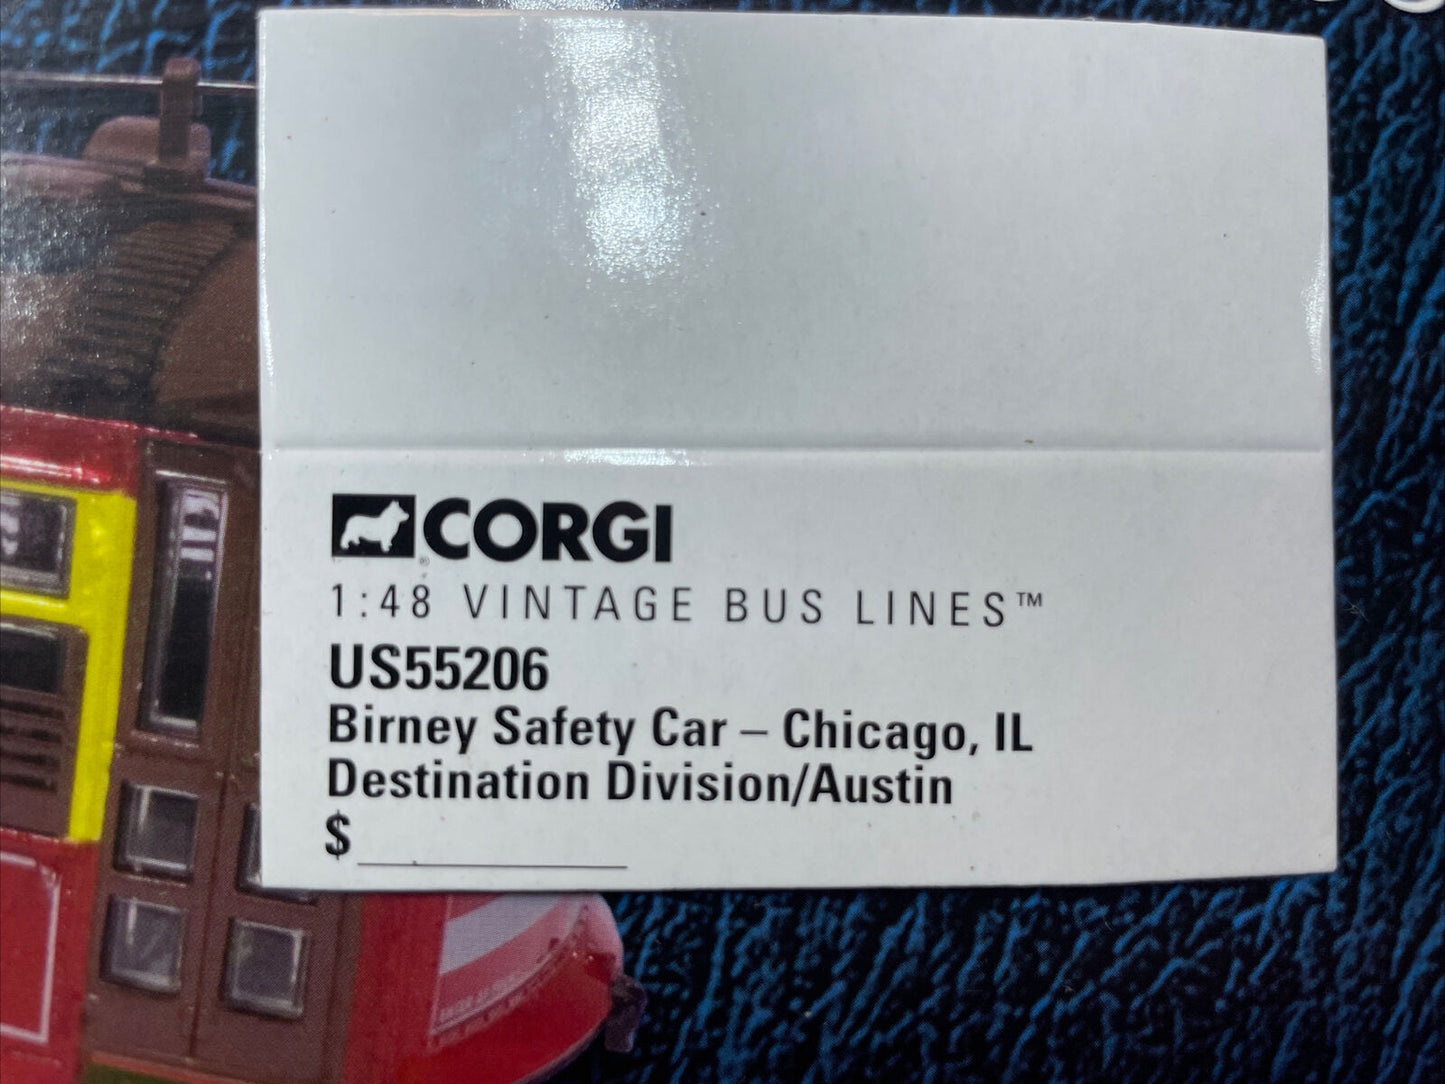 CORGI
®
1:48 VINTAGE BUS LINES™
US55206
Birney Safety Car – Chicago, IL
Destination Division/Austin
$